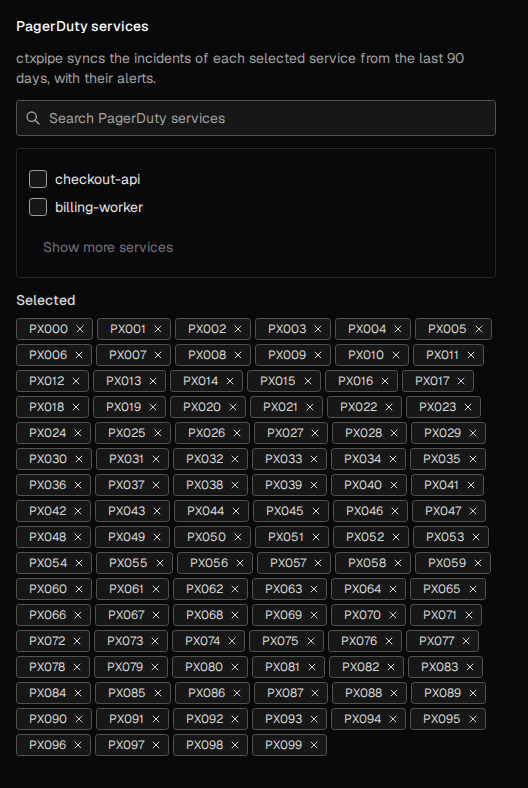 PagerDuty services
ctxpipe syncs the incidents of each selected service from the last 90
days, with their alerts.
Search PagerDuty services
checkout-api
billing-worker
Show more services
Selected
PX000 × PX001 × PX002 × PX003 × PX004 × PX005 ×
PX006 × PX007 × PX008 × PX009 × PX010 × PX011 ×
PX012 × PX013 × PX014 × PX015 × PX016 × PX017 ×
PX018 × PX019 × PX020 × PX021 × PX022 × PX023 ×
PX024 × PX025 × PX026 × PX027 × PX028 × PX029 ×
PX030 × PX031 × PX032 × PX033 × PX034 × PX035 ×
PX036 × PX037 × PX038 × PX039 × PX040 × PX041 ×
PX042 × PX043 × PX044 × PX045 × PX046 × PX047 ×
PX048 × PX049 × PX050 × PX051 × PX052 × PX053 ×
PX054 × PX055 × PX056 × PX057 × PX058 × PX059 ×
PX060 × PX061 × PX062 × PX063 × PX064 × PX065 ×
PX066 × PX067 × PX068 × PX069 × PX070 × PX071 ×
PX072 × PX073 × PX074 × PX075 × PX076 × PX077 ×
PX078 × PX079 × PX080 × PX081 × PX082 × PX083 ×
PX084 × PX085 × PX086 × PX087 × PX088 × PX089 ×
PX090 × PX091 × PX092 × PX093 × PX094 × PX095 ×
PX096 × PX097 × PX098 × PX099 ×